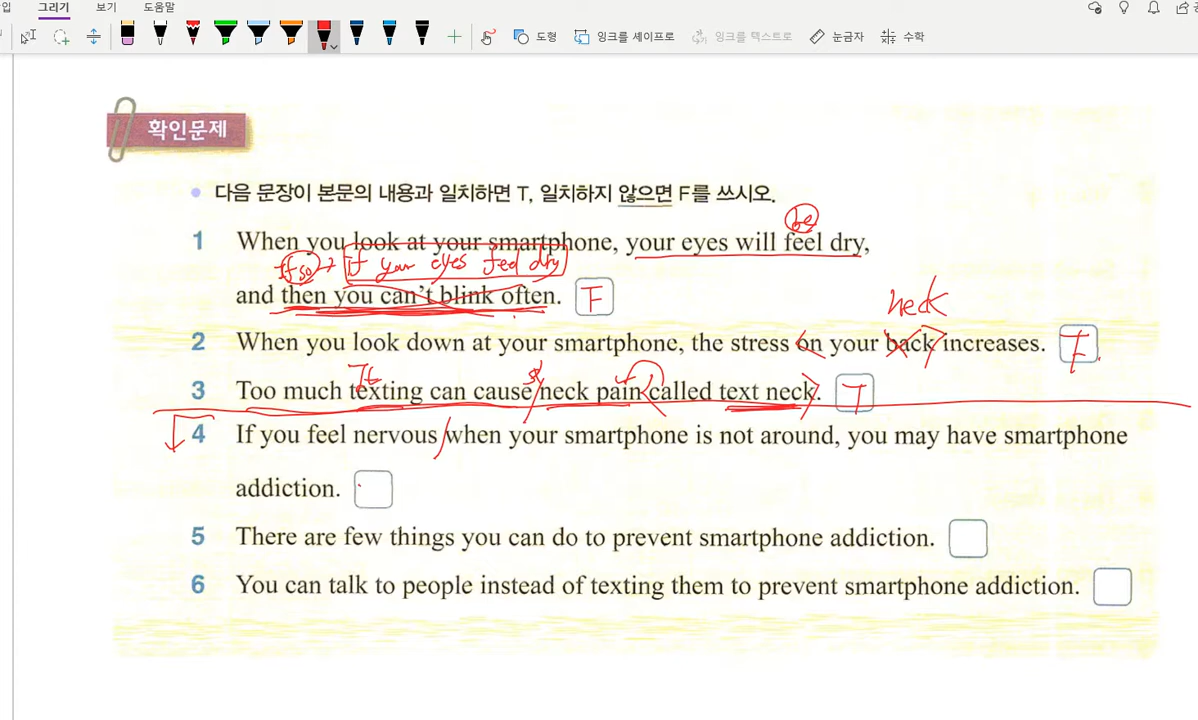 입 그리기 보기 도움말
도형 잉크를 셰이프로 잉크를 텍스트로 눈금자 수학
확인문제
다음 문장이 본문의 내용과 일치하면 T, 일치하지 않으면 F를 쓰시오.
be
1 When you look at your smartphone, your eyes will feel dry,
If so → If your eyes feel dry
and then you can't blink often. F
neck
2 When you look down at your smartphone, the stress on your back increases. F
It
3 Too much texting can cause neck pain called text neck. T
4 If you feel nervous when your smartphone is not around, you may have smartphone
addiction.
5 There are few things you can do to prevent smartphone addiction.
6 You can talk to people instead of texting them to prevent smartphone addiction.